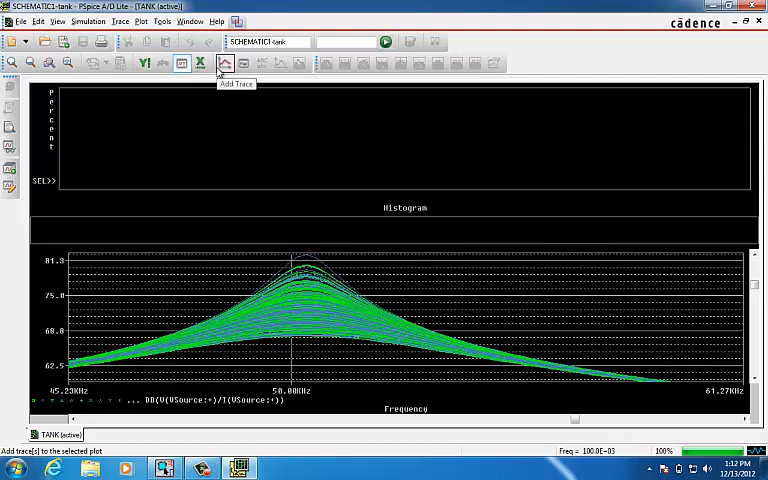 SCHEMATIC1-tank - PSpice A/D Lite - [TANK (active)]
File Edit View Simulation Trace Plot Tools Window Help
cādence
SCHEMATIC1-tank
Add Trace
Percent
SEL>>
Histogram
81.3
75.0
68.8
62.5
45.23KHz 50.00KHz 61.27KHz
... DB(V(VSource:+)/I(VSource:+))
Frequency
TANK (active)
Add trace[s] to the selected plot Freq = 100.0E+03 100%
1:12 PM
12/13/2012